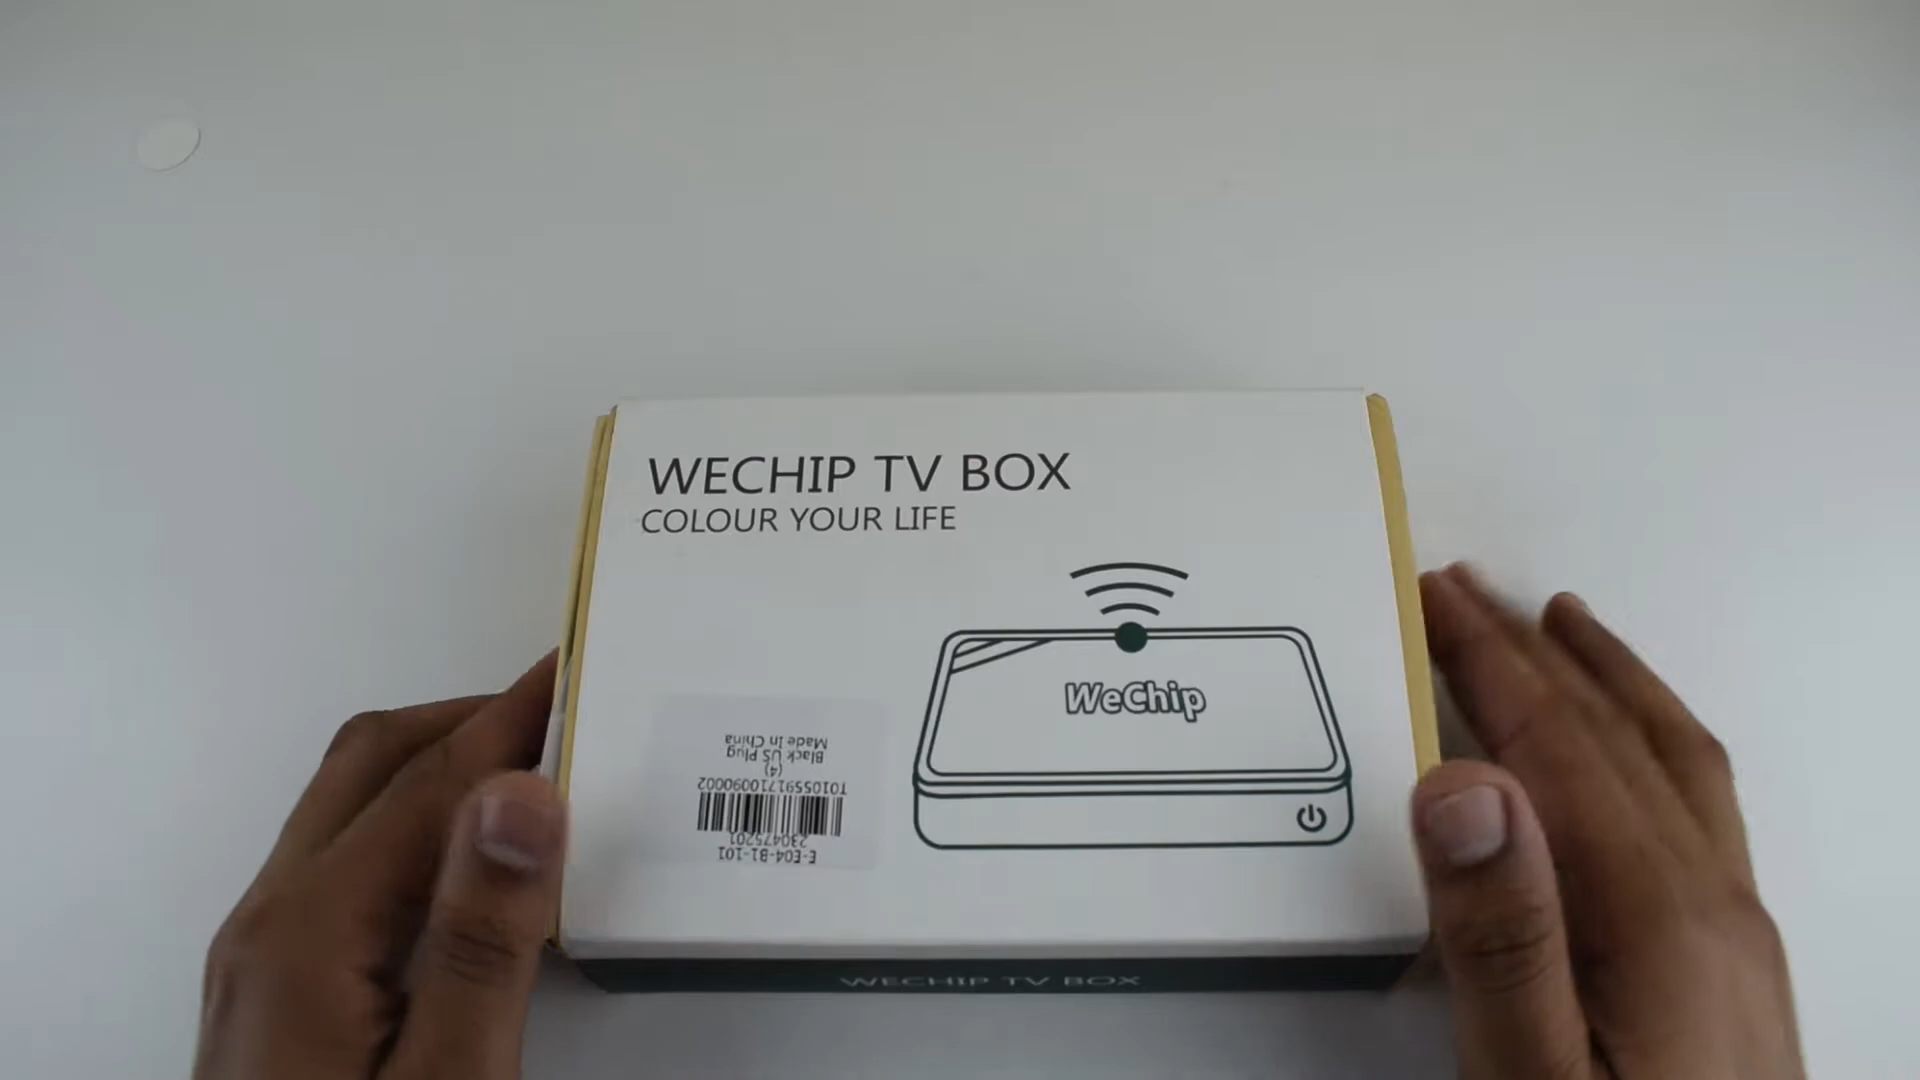 WECHIP TV BOX
COLOUR YOUR LIFE
WeChip
E-E04-B1-101
230475201
T0105591710090002
(4)
Black US Plug
Made In China
WECHIP TV BOX